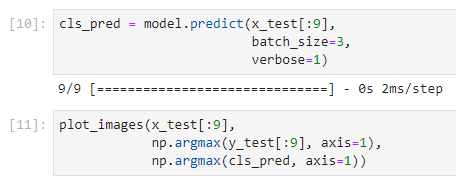 [10]: cls_pred = model.predict(x_test[:9],
batch_size=3,
verbose=1)
9/9 [==============================] - 0s 2ms/step
[11]: plot_images(x_test[:9],
np.argmax(y_test[:9], axis=1),
np.argmax(cls_pred, axis=1))